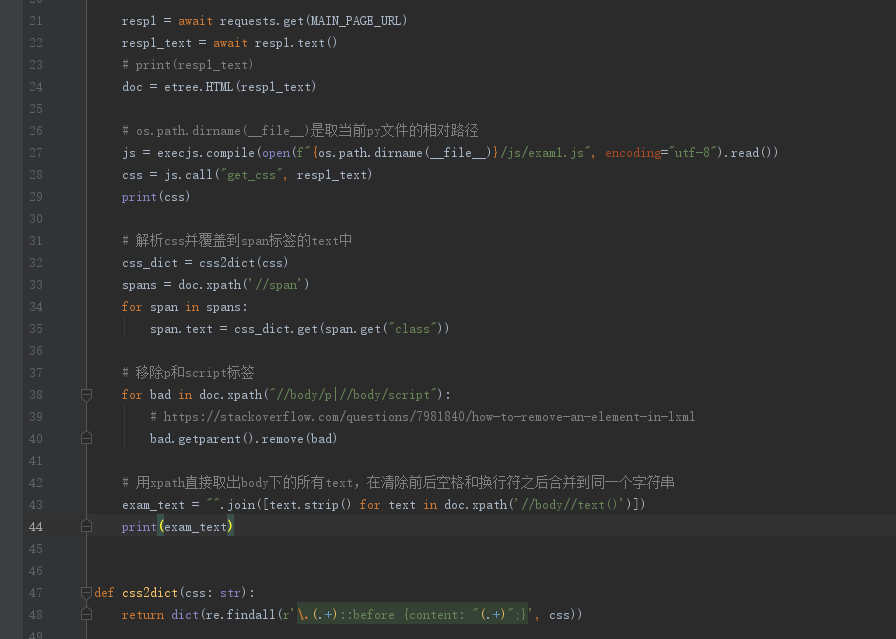 21 resp1 = await requests.get(MAIN_PAGE_URL)
22 resp1_text = await resp1.text()
23 # print(resp1_text)
24 doc = etree.HTML(resp1_text)
25
26 # os.path.dirname(__file__)是取当前py文件的相对路径
27 js = execjs.compile(open(f"{os.path.dirname(__file__)}/js/exam1.js", encoding="utf-8").read())
28 css = js.call("get_css", resp1_text)
29 print(css)
30
31 # 解析css并覆盖到span标签的text中
32 css_dict = css2dict(css)
33 spans = doc.xpath('//span')
34 for span in spans:
35 span.text = css_dict.get(span.get("class"))
36
37 # 移除p和script标签
38 for bad in doc.xpath("//body/p|//body/script"):
39 # https://stackoverflow.com/questions/7981840/how-to-remove-an-element-in-lxml
40 bad.getparent().remove(bad)
41
42 # 用xpath直接取出body下的所有text，在清除前后空格和换行符之后合并到同一个字符串
43 exam_text = "".join([text.strip() for text in doc.xpath('//body//text()')])
44 print(exam_text)
45
46
47 def css2dict(css: str):
48 return dict(re.findall(r'\.(.+)::before {content: "(.+)";}', css))